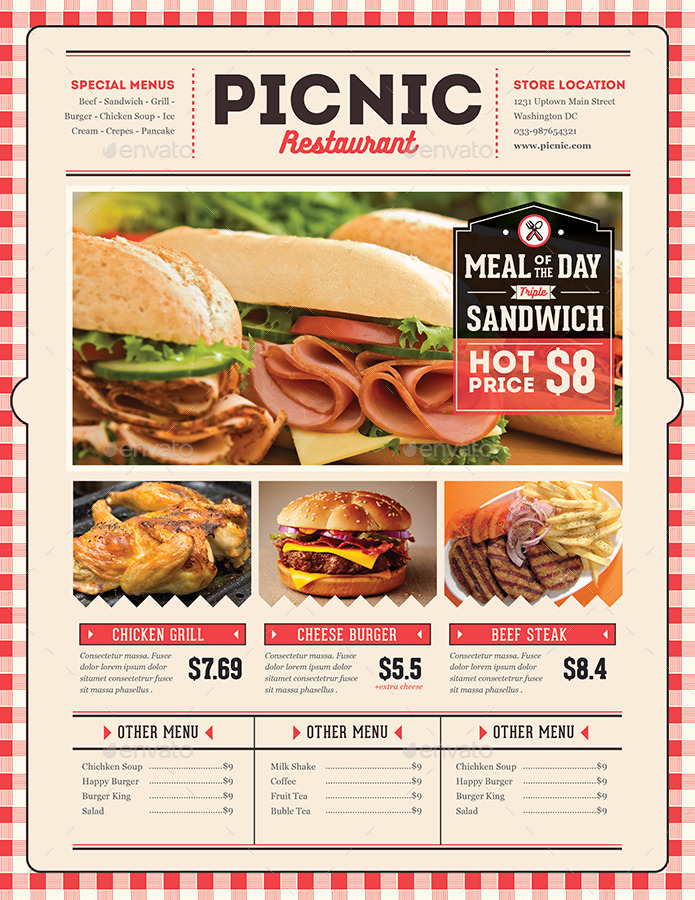 SPECIAL MENUS
Beef - Sandwich - Grill -
Burger - Chicken Soup - Ice
Cream - Crepes - Pancake
PICNIC
Restaurant
STORE LOCATION
1231 Uptown Main Street
Washington DC
033-987654321
www.picnic.com
envato
envato
MEAL OF THE DAY
Triple
SANDWICH
HOT PRICE $8
envato
envato
CHICKEN GRILL
Consectetur massa. Fusce
dolor lorem ipsum dolor
sitamet consectetur fusce
sit massa phasellus .
$7.69
CHEESE BURGER
Consectetur massa. Fusce
dolor lorem ipsum dolor
sitamet consectetur fusce
sit massa phasellus .
$5.5
+extra cheese
BEEF STEAK
Consectetur massa. Fusce
dolor lorem ipsum dolor
sitamet consectetur fusce
sit massa phasellus .
$8.4
OTHER MENU
Chichken Soup $9
Happy Burger $9
Burger King $9
Salad $9
OTHER MENU
Milk Shake $9
Coffee $9
Fruit Tea $9
Buble Tea $9
OTHER MENU
Chichken Soup $9
Happy Burger $9
Burger King $9
Salad $9
envato
envato